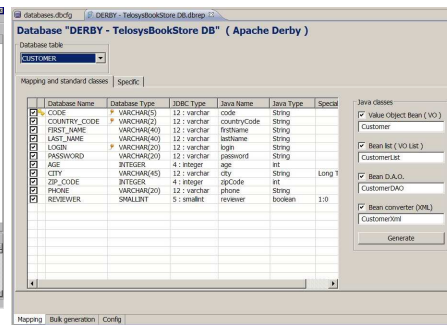 databases.dbcfg DERBY - TelosysBookStore DB.dbrep
Database "DERBY - TelosysBookStore DB" ( Apache Derby )
Database table
CUSTOMER
Mapping and standard classes Specific
Database Name Database Type JDBC Type Java Name Java Type Special
CODE VARCHAR(5) 12 : varchar code String
COUNTRY_CODE VARCHAR(2) 12 : varchar countryCode String
FIRST_NAME VARCHAR(40) 12 : varchar firstName String
LAST_NAME VARCHAR(40) 12 : varchar lastName String
LOGIN VARCHAR(20) 12 : varchar login String
PASSWORD VARCHAR(20) 12 : varchar password String
AGE INTEGER 4 : integer age int
CITY VARCHAR(45) 12 : varchar city String Long T
ZIP_CODE INTEGER 4 : integer zipCode int
PHONE VARCHAR(20) 12 : varchar phone String
REVIEWER SMALLINT 5 : smallint reviewer boolean 1:0
Java classes
Value Object Bean ( VO )
Customer
Bean list ( VO List )
CustomerList
Bean D.A.O.
CustomerDAO
Bean converter (XML)
CustomerXml
Generate
Mapping Bulk generation Config